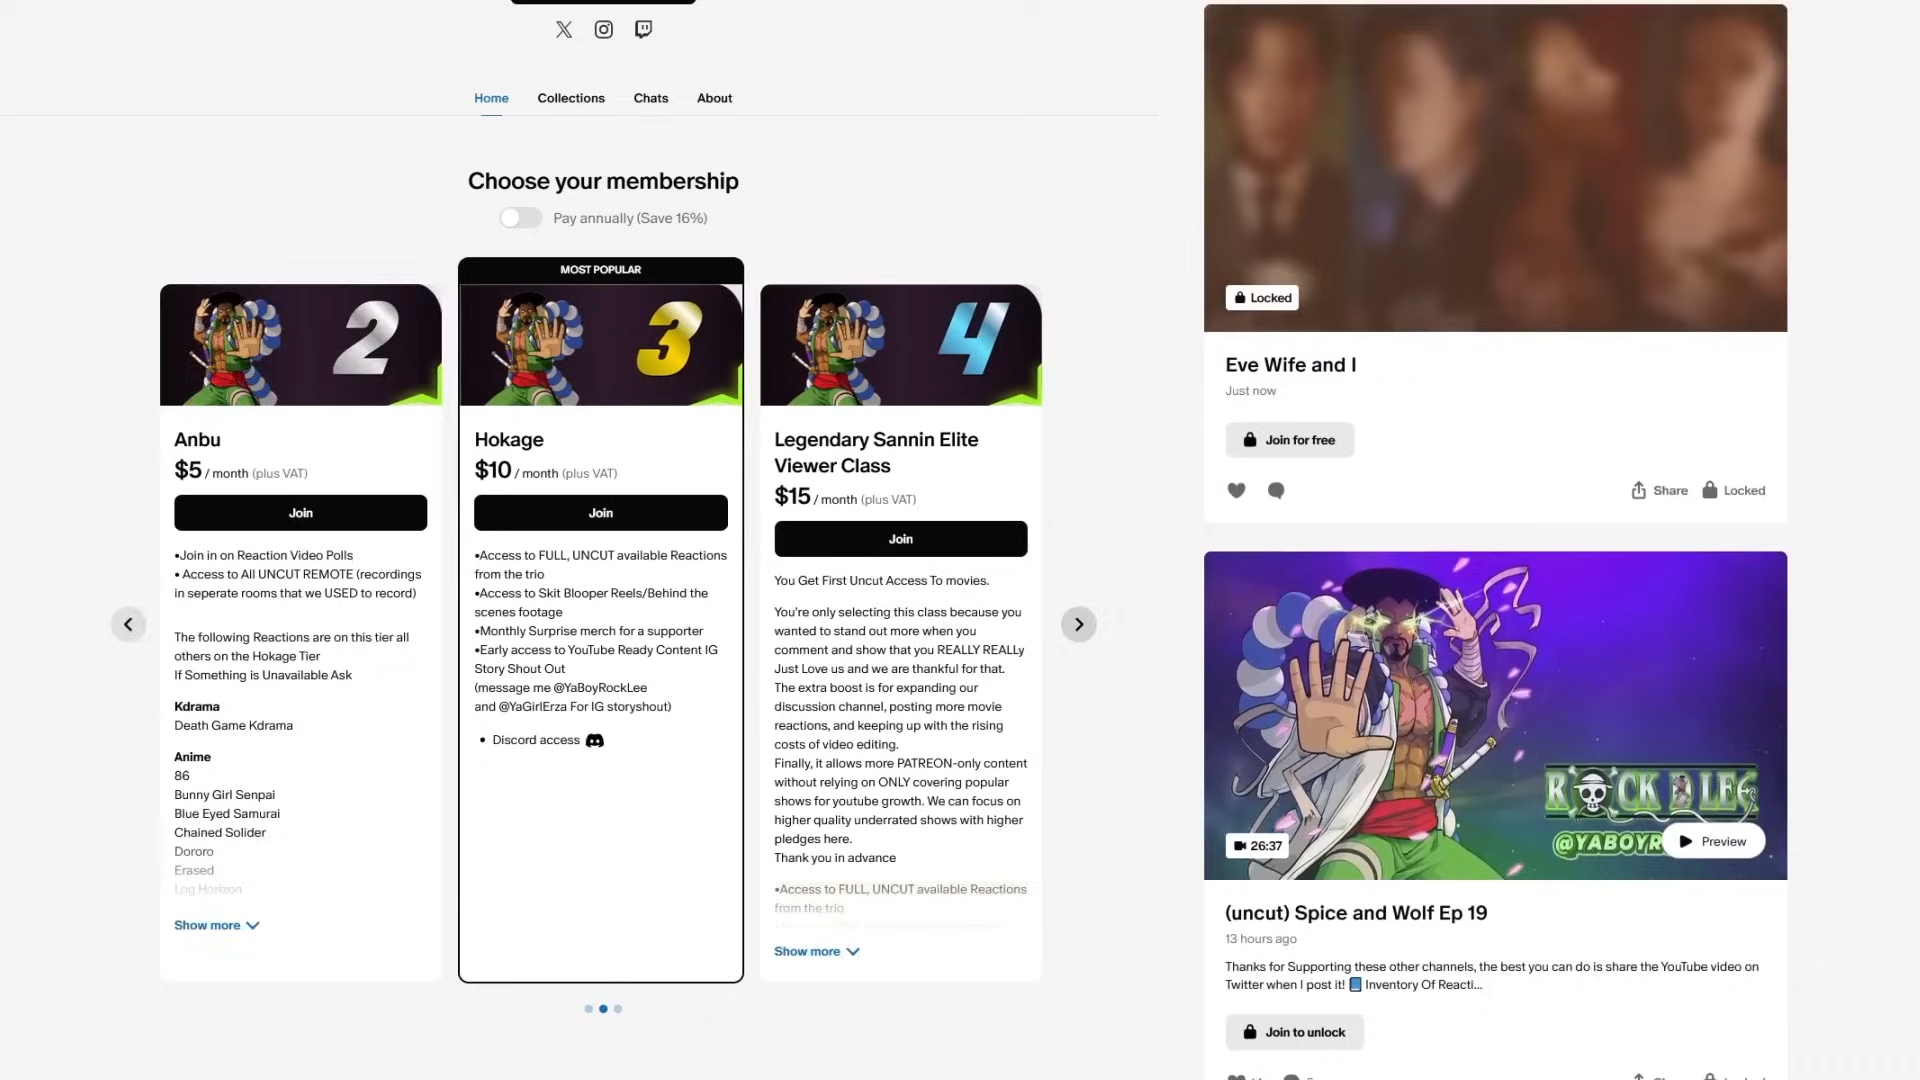 Home Collections Chats About
Choose your membership
Pay annually (Save 16%)
2
Anbu
$5 / month (plus VAT)
Join
•Join in on Reaction Video Polls
• Access to All UNCUT REMOTE (recordings
in seperate rooms that we USED to record)
The following Reactions are on this tier all
others on the Hokage Tier
If Something is Unavailable Ask
Kdrama
Death Game Kdrama
Anime
86
Bunny Girl Senpai
Blue Eyed Samurai
Chained Solider
Dororo
Erased
Log Horizon
Show more
MOST POPULAR
3
Hokage
$10 / month (plus VAT)
Join
•Access to FULL, UNCUT available Reactions
from the trio
•Access to Skit Blooper Reels/Behind the
scenes footage
•Monthly Surprise merch for a supporter
•Early access to YouTube Ready Content IG
Story Shout Out
(message me @YaBoyRockLee
and @YaGirlErza For IG storyshout)
• Discord access
4
Legendary Sannin Elite
Viewer Class
$15 / month (plus VAT)
Join
You Get First Uncut Access To movies.
You're only selecting this class because you
wanted to stand out more when you
comment and show that you REALLY REALLy
Just Love us and we are thankful for that.
The extra boost is for expanding our
discussion channel, posting more movie
reactions, and keeping up with the rising
costs of video editing.
Finally, it allows more PATREON-only content
without relying on ONLY covering popular
shows for youtube growth. We can focus on
higher quality underrated shows with higher
pledges here.
Thank you in advance
•Access to FULL, UNCUT available Reactions
from the trio
Show more
Locked
Eve Wife and I
Just now
Join for free
Share Locked
ROCK D LEE
@YABOYR
26:37
Preview
(uncut) Spice and Wolf Ep 19
13 hours ago
Thanks for Supporting these other channels, the best you can do is share the YouTube video on
Twitter when I post it! 📘 Inventory Of Reacti...
Join to unlock